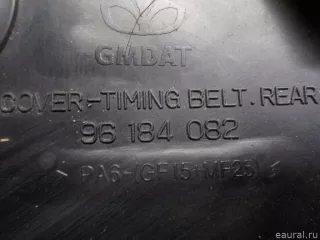 GMDAT
COVER-TIMING BELT.REAR
96 184 082
>PA6-(GF15+MF25)<
eaural.ru